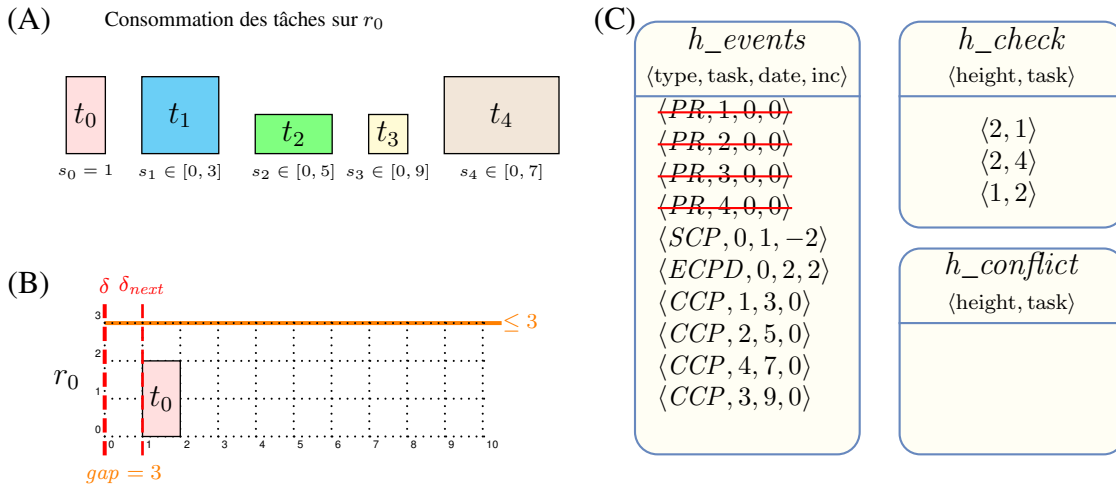 (A)
Consommation des tâches sur r₀
t₀
t₁
t₂
t₃
t₄
s₀ = 1
s₁ ∈ [0, 3]
s₂ ∈ [0, 5]
s₃ ∈ [0, 9]
s₄ ∈ [0, 7]
(B)
δ
δₙₑₓₜ
≤ 3
r₀
t₀
3
2
1
0
0 1 2 3 4 5 6 7 8 9 10
gap = 3
(C)
h_events
⟨type, task, date, inc⟩
⟨PR, 1, 0, 0⟩
⟨PR, 2, 0, 0⟩
⟨PR, 3, 0, 0⟩
⟨PR, 4, 0, 0⟩
⟨SCP, 0, 1, −2⟩
⟨ECPD, 0, 2, 2⟩
⟨CCP, 1, 3, 0⟩
⟨CCP, 2, 5, 0⟩
⟨CCP, 4, 7, 0⟩
⟨CCP, 3, 9, 0⟩
h_check
⟨height, task⟩
⟨2, 1⟩
⟨2, 4⟩
⟨1, 2⟩
h_conflict
⟨height, task⟩